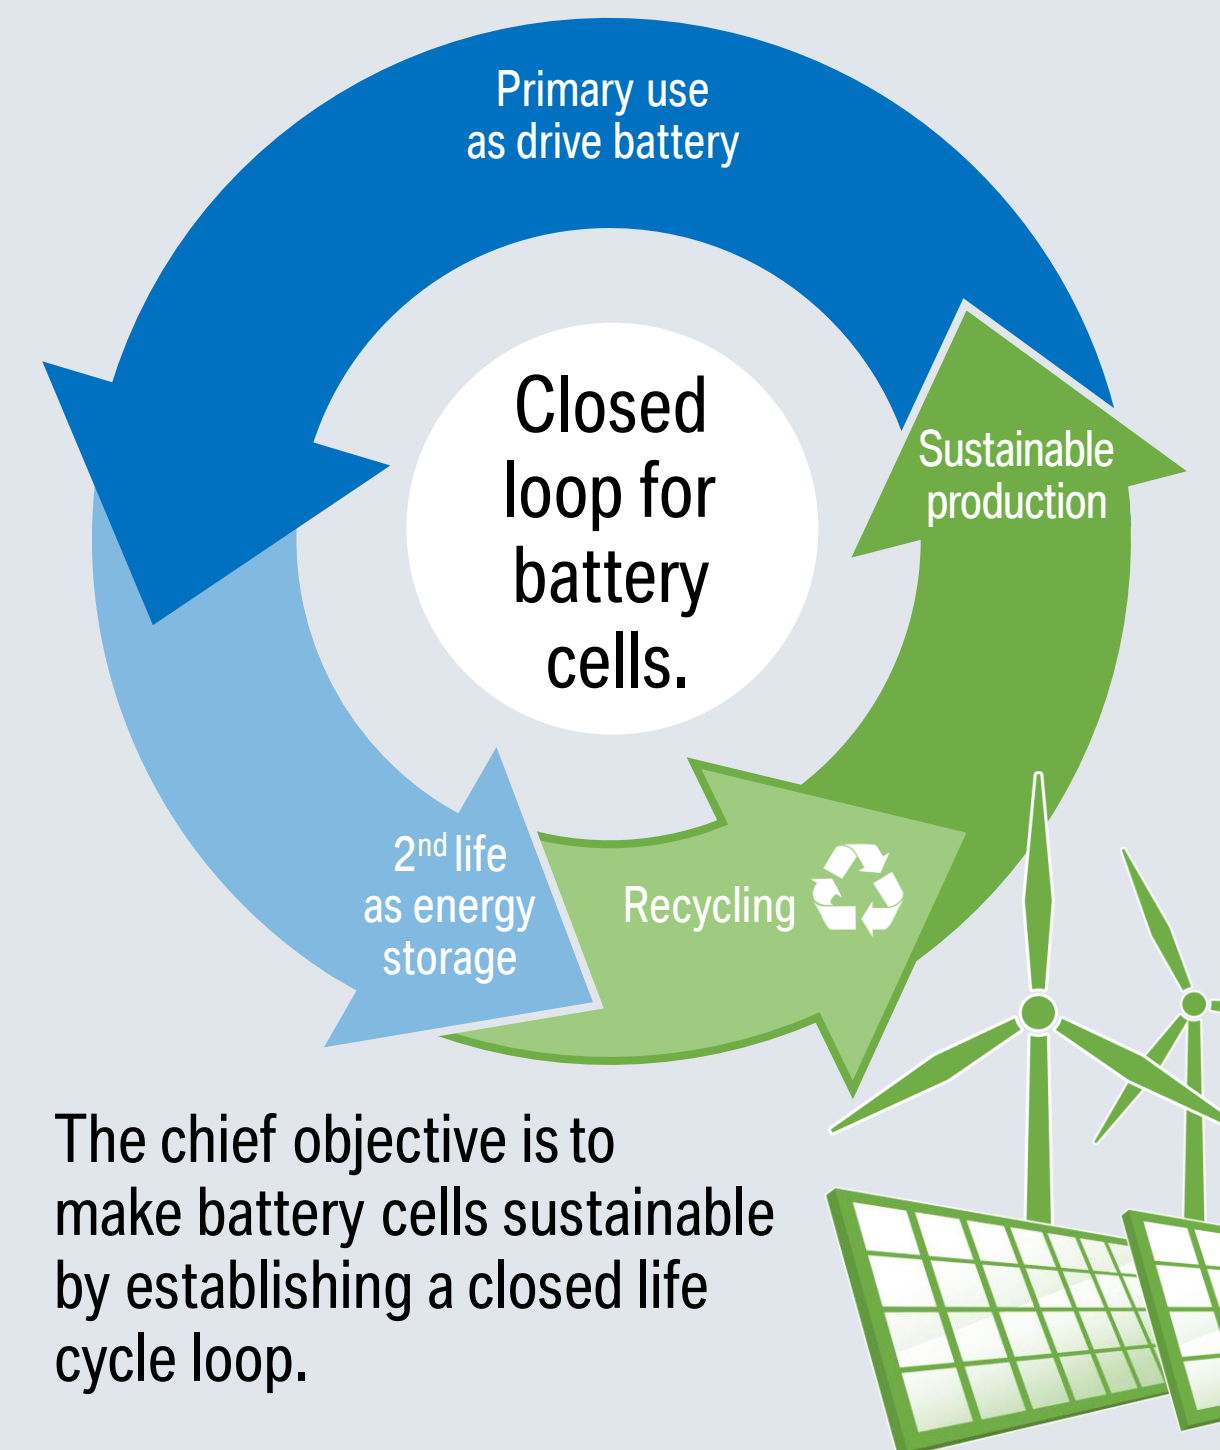 Primary use
as drive battery
Closed
loop for
battery
cells.
Sustainable
production
2nd life
as energy
storage
Recycling
The chief objective is to
make battery cells sustainable
by establishing a closed life
cycle loop.